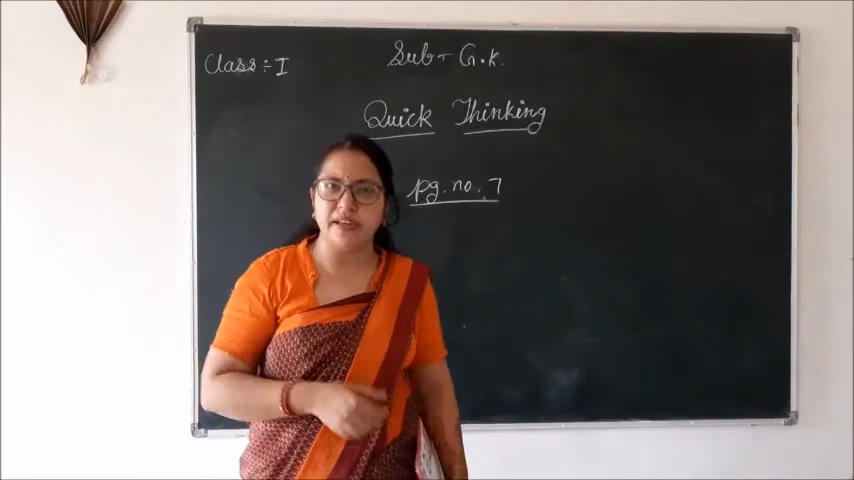 Class:- I
Sub - G.K.
Quick Thinking
pg. no. 7